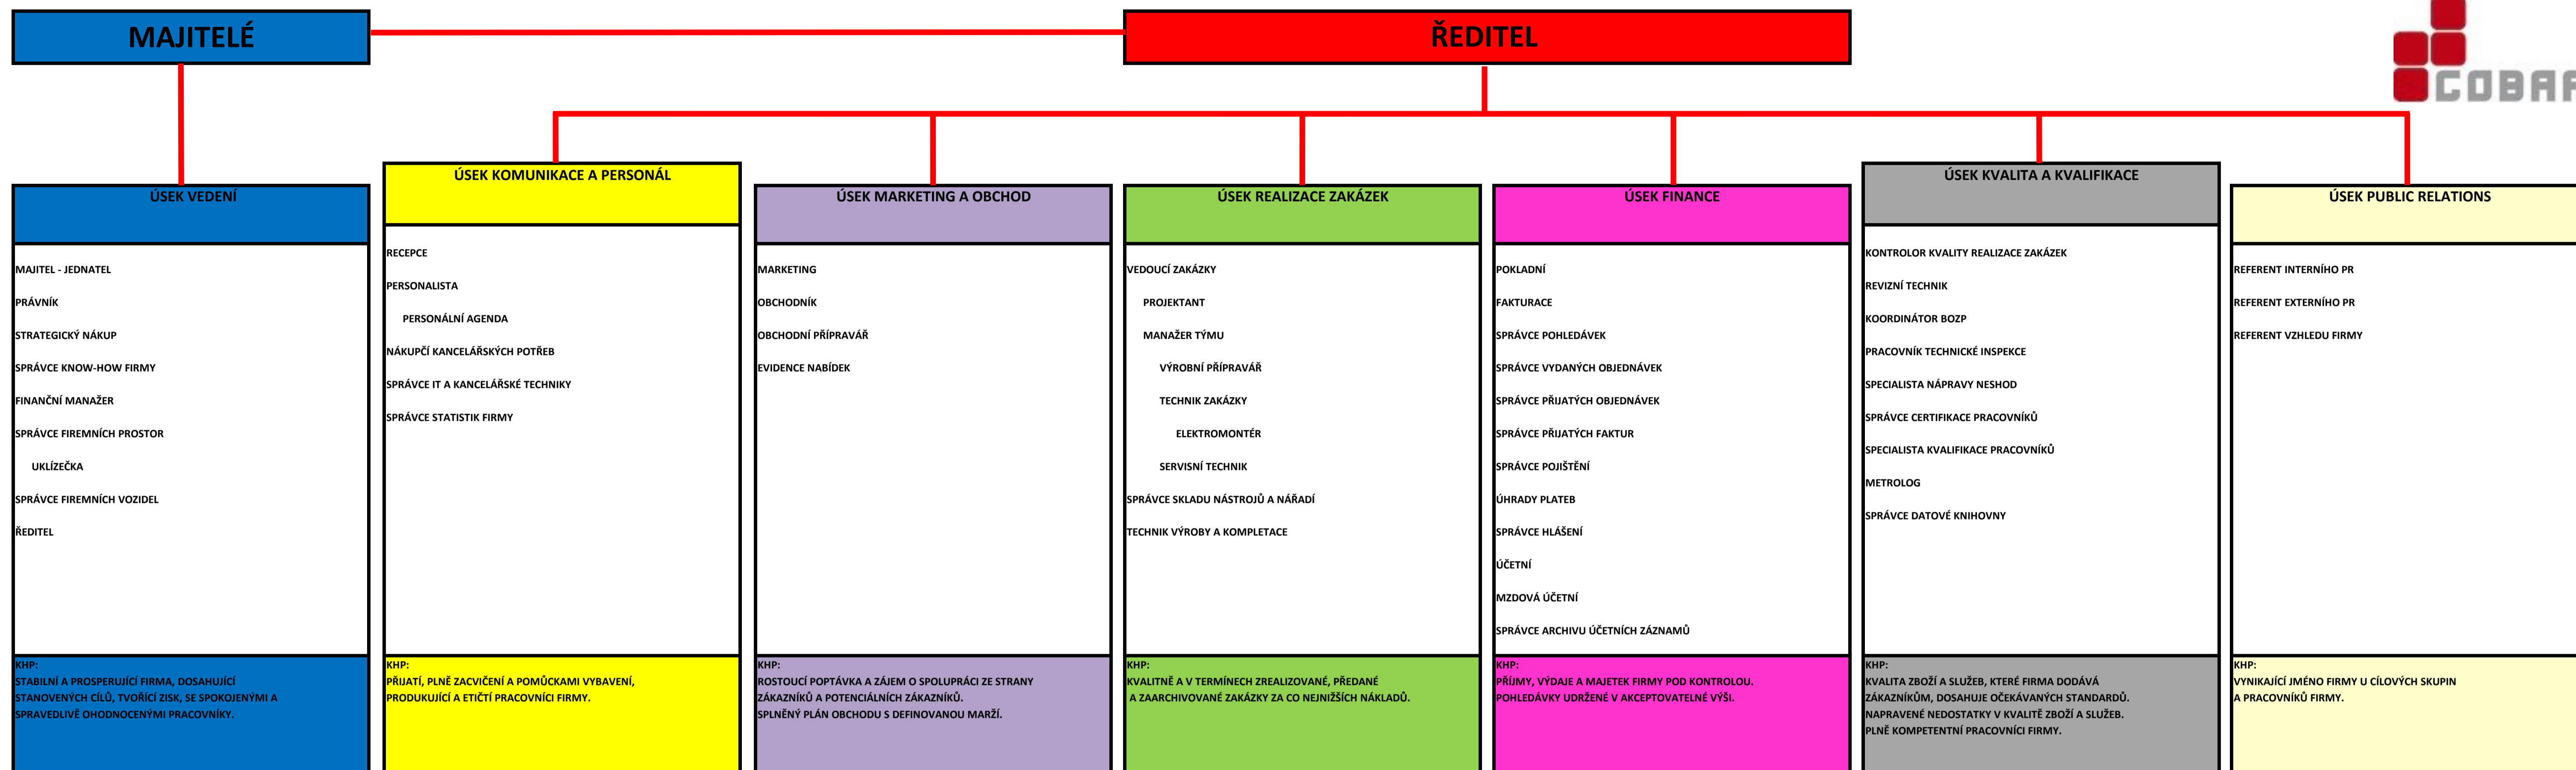 MAJITELÉ
ŘEDITEL
ÚSEK VEDENÍ
MAJITEL - JEDNATEL
PRÁVNÍK
STRATEGICKÝ NÁKUP
SPRÁVCE KNOW-HOW FIRMY
FINANČNÍ MANAŽER
SPRÁVCE FIREMNÍCH PROSTOR
UKLÍZEČKA
SPRÁVCE FIREMNÍCH VOZIDEL
ŘEDITEL
KHP:
STABILNÍ A PROSPERUJÍCÍ FIRMA, DOSAHUJÍCÍ
STANOVENÝCH CÍLŮ, TVOŘÍCÍ ZISK, SE SPOKOJENÝMI A
SPRAVEDLIVĚ OHODNOCENÝMI PRACOVNÍKY.
ÚSEK KOMUNIKACE A PERSONÁL
RECEPCE
PERSONALISTA
PERSONÁLNÍ AGENDA
NÁKUPČÍ KANCELÁŘSKÝCH POTŘEB
SPRÁVCE IT A KANCELÁŘSKÉ TECHNIKY
SPRÁVCE STATISTIK FIRMY
KHP:
PŘIJATÍ, PLNĚ ZACVIČENÍ A POMŮCKAMI VYBAVENÍ,
PRODUKUJÍCÍ A ETIČTÍ PRACOVNÍCI FIRMY.
ÚSEK MARKETING A OBCHOD
MARKETING
OBCHODNÍK
OBCHODNÍ PŘÍPRAVÁŘ
EVIDENCE NABÍDEK
KHP:
ROSTOUCÍ POPTÁVKA A ZÁJEM O SPOLUPRÁCI ZE STRANY
ZÁKAZNÍKŮ A POTENCIÁLNÍCH ZÁKAZNÍKŮ.
SPLNĚNÝ PLÁN OBCHODU S DEFINOVANOU MARŽÍ.
ÚSEK REALIZACE ZAKÁZEK
VEDOUCÍ ZAKÁZKY
PROJEKTANT
MANAŽER TÝMU
VÝROBNÍ PŘÍPRAVÁŘ
TECHNIK ZAKÁZKY
ELEKTROMONTÉR
SERVISNÍ TECHNIK
SPRÁVCE SKLADU NÁSTROJŮ A NÁŘADÍ
TECHNIK VÝROBY A KOMPLETACE
KHP:
KVALITNĚ A V TERMÍNECH ZREALIZOVANÉ, PŘEDANÉ
A ZAARCHIVOVANÉ ZAKÁZKY ZA CO NEJNIŽŠÍCH NÁKLADŮ.
ÚSEK FINANCE
POKLADNÍ
FAKTURACE
SPRÁVCE POHLEDÁVEK
SPRÁVCE VYDANÝCH OBJEDNÁVEK
SPRÁVCE PŘIJATÝCH OBJEDNÁVEK
SPRÁVCE PŘIJATÝCH FAKTUR
SPRÁVCE POJIŠTĚNÍ
ÚHRADY PLATEB
SPRÁVCE HLÁŠENÍ
ÚČETNÍ
MZDOVÁ ÚČETNÍ
SPRÁVCE ARCHIVU ÚČETNÍCH ZÁZNAMŮ
KHP:
PŘÍJMY, VÝDAJE A MAJETEK FIRMY POD KONTROLOU.
POHLEDÁVKY UDRŽENÉ V AKCEPTOVATELNÉ VÝŠI.
ÚSEK KVALITA A KVALIFIKACE
KONTROLOR KVALITY REALIZACE ZAKÁZEK
REVIZNÍ TECHNIK
KOORDINÁTOR BOZP
PRACOVNÍK TECHNICKÉ INSPEKCE
SPECIALISTA NÁPRAVY NESHOD
SPRÁVCE CERTIFIKACE PRACOVNÍKŮ
SPECIALISTA KVALIFIKACE PRACOVNÍKŮ
METROLOG
SPRÁVCE DATOVÉ KNIHOVNY
KHP:
KVALITA ZBOŽÍ A SLUŽEB, KTERÉ FIRMA DODÁVÁ
ZÁKAZNÍKŮM, DOSAHUJE OČEKÁVANÝCH STANDARDŮ.
NAPRAVENÉ NEDOSTATKY V KVALITĚ ZBOŽÍ A SLUŽEB.
PLNĚ KOMPETENTNÍ PRACOVNÍCI FIRMY.
ÚSEK PUBLIC RELATIONS
REFERENT INTERNÍHO PR
REFERENT EXTERNÍHO PR
REFERENT VZHLEDU FIRMY
KHP:
VYNIKAJÍCÍ JMÉNO FIRMY U CÍLOVÝCH SKUPIN
A PRACOVNÍKŮ FIRMY.